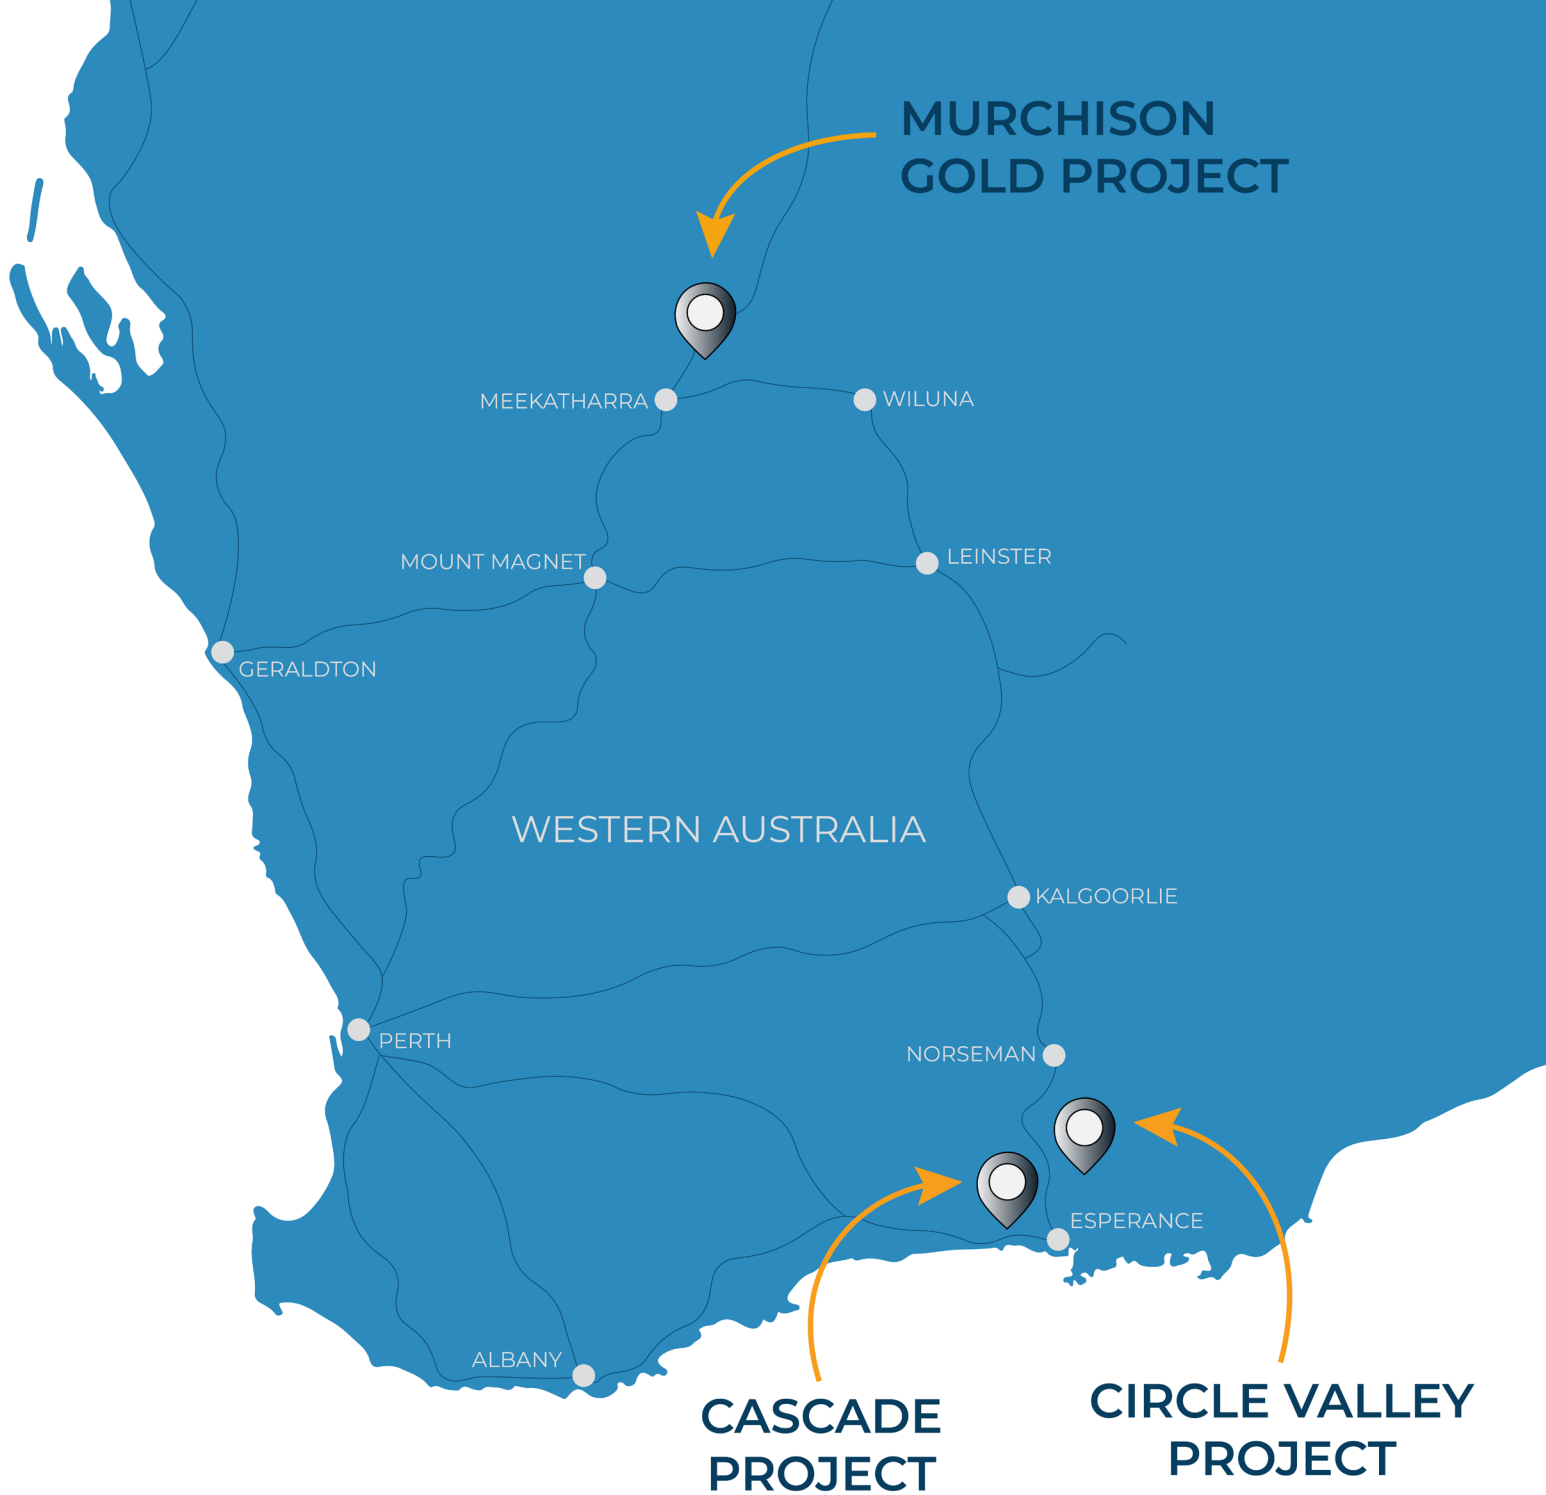 MURCHISON
GOLD PROJECT
MEEKATHARRA
WILUNA
MOUNT MAGNET
LEINSTER
GERALDTON
WESTERN AUSTRALIA
KALGOORLIE
PERTH
NORSEMAN
ESPERANCE
ALBANY
CASCADE
PROJECT
CIRCLE VALLEY
PROJECT